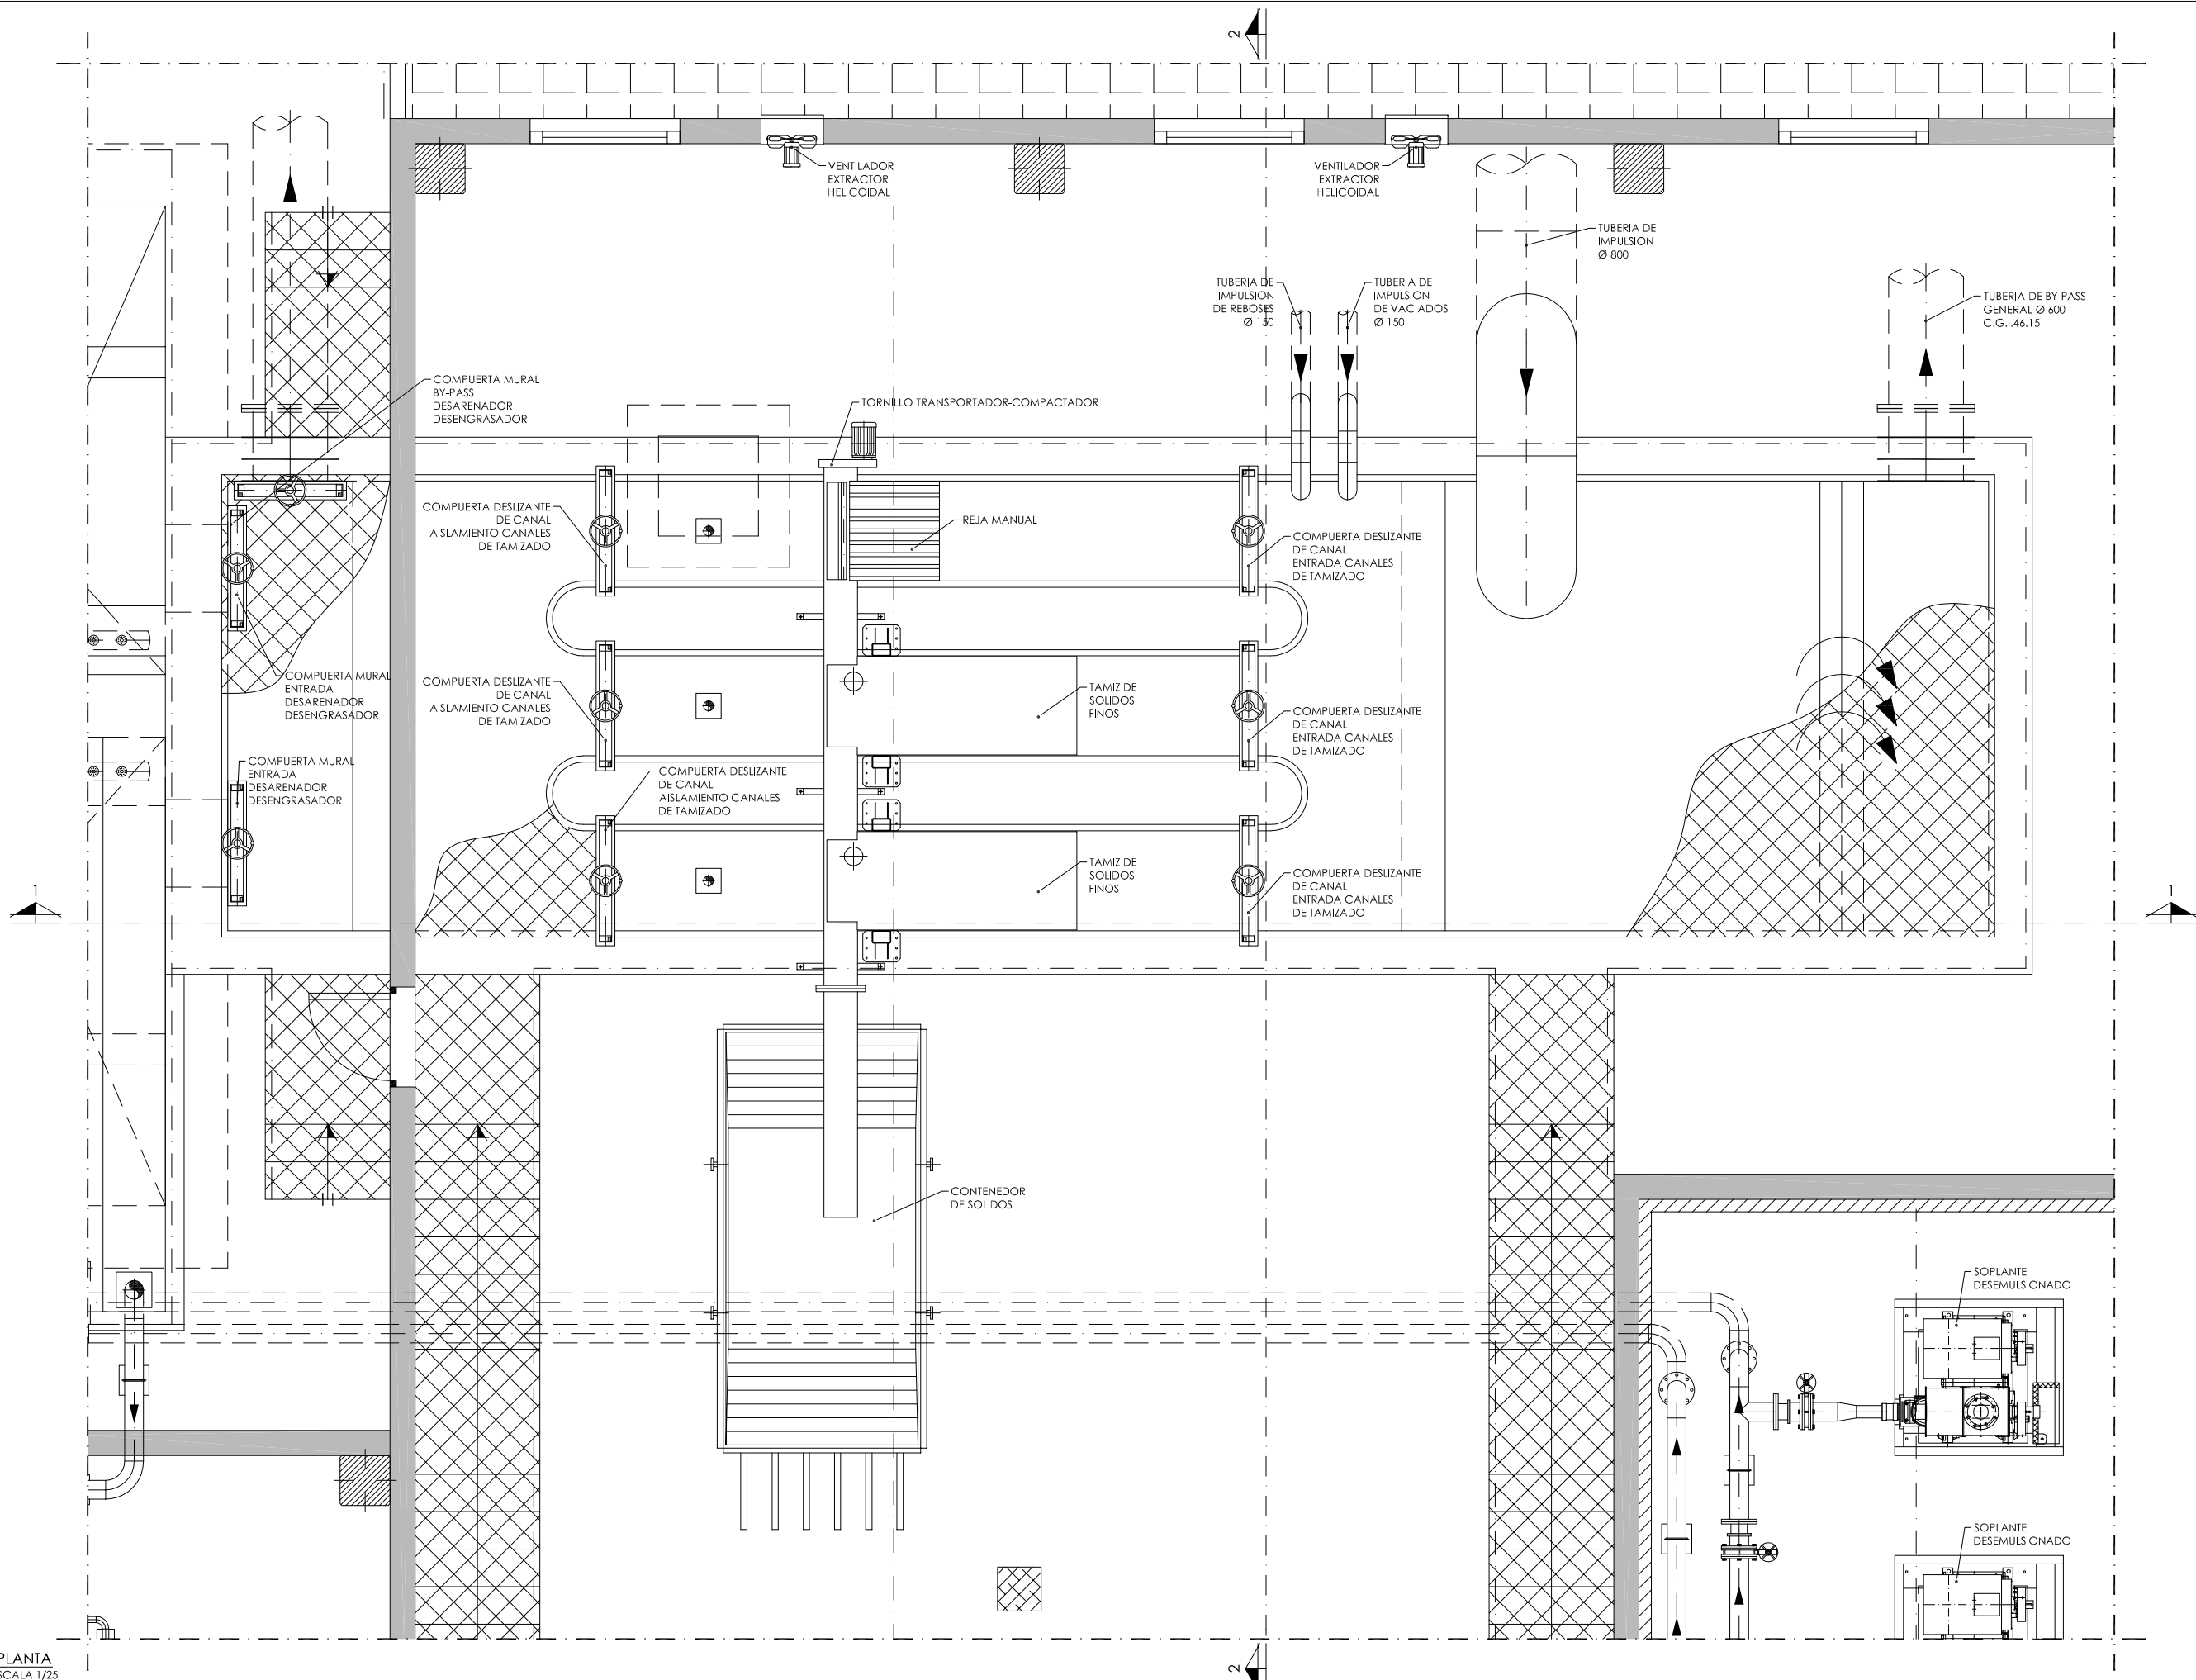 2
VENTILADOR
EXTRACTOR
HELICOIDAL
VENTILADOR
EXTRACTOR
HELICOIDAL
TUBERIA DE
IMPULSION
Ø 800
TUBERIA DE
IMPULSION
DE REBOSES
Ø 150
TUBERIA DE
IMPULSION
DE VACIADOS
Ø 150
TUBERIA DE BY-PASS
GENERAL Ø 600
C.G.I.46.15
COMPUERTA MURAL
BY-PASS
DESARENADOR
DESENGRASADOR
TORNILLO TRANSPORTADOR-COMPACTADOR
COMPUERTA DESLIZANTE
DE CANAL
AISLAMIENTO CANALES
DE TAMIZADO
REJA MANUAL
COMPUERTA DESLIZANTE
DE CANAL
ENTRADA CANALES
DE TAMIZADO
COMPUERTA MURAL
ENTRADA
DESARENADOR
DESENGRASADOR
COMPUERTA DESLIZANTE
DE CANAL
AISLAMIENTO CANALES
DE TAMIZADO
TAMIZ DE
SOLIDOS
FINOS
COMPUERTA DESLIZANTE
DE CANAL
ENTRADA CANALES
DE TAMIZADO
COMPUERTA MURAL
ENTRADA
DESARENADOR
DESENGRASADOR
COMPUERTA DESLIZANTE
DE CANAL
AISLAMIENTO CANALES
DE TAMIZADO
TAMIZ DE
SOLIDOS
FINOS
COMPUERTA DESLIZANTE
DE CANAL
ENTRADA CANALES
DE TAMIZADO
1
1
CONTENEDOR
DE SOLIDOS
SOPLANTE
DESEMULSIONADO
SOPLANTE
DESEMULSIONADO
PLANTA
ESCALA 1/25
2